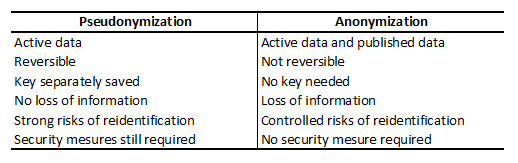 Pseudonymization Anonymization
Active data Active data and published data
Reversible Not reversible
Key separately saved No key needed
No loss of information Loss of information
Strong risks of reidentification Controlled risks of reidentification
Security mesures still required No security mesure required